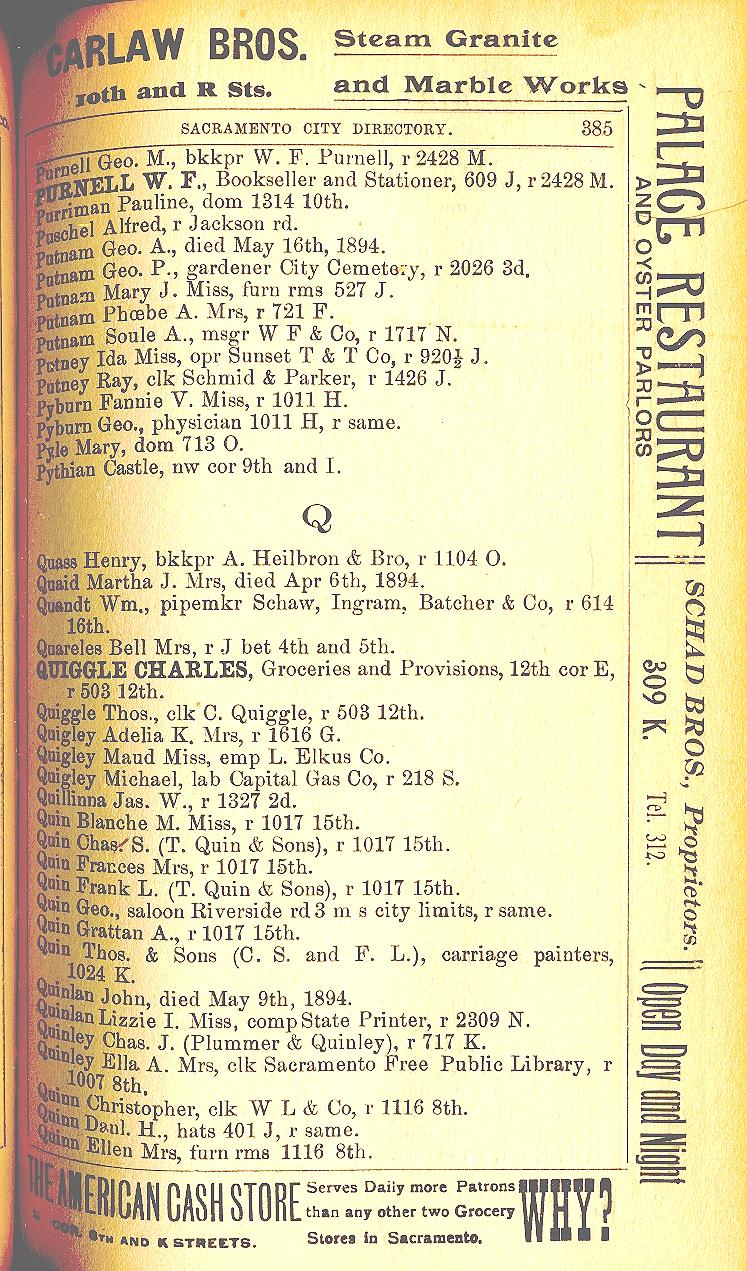 CARLAW BROS. Steam Granite
10th and R Sts. and Marble Works
SACRAMENTO CITY DIRECTORY. 385
Purnell Geo. M., bkkpr W. F. Purnell, r 2428 M.
PURNELL W. F., Bookseller and Stationer, 609 J, r 2428 M.
Purriman Pauline, dom 1314 10th.
Puschel Alfred, r Jackson rd.
Putnam Geo. A., died May 16th, 1894.
Putnam Geo. P., gardener City Cemetery, r 2026 3d.
Putnam Mary J. Miss, furn rms 527 J.
Putnam Phœbe A. Mrs, r 721 F.
Putnam Soule A., msgr W F & Co, r 1717 N.
Putney Ida Miss, opr Sunset T & T Co, r 920½ J.
Putney Ray, clk Schmid & Parker, r 1426 J.
Pyburn Fannie V. Miss, r 1011 H.
Pyburn Geo., physician 1011 H, r same.
Pyle Mary, dom 713 O.
Pythian Castle, nw cor 9th and I.
Q
Quass Henry, bkkpr A. Heilbron & Bro, r 1104 O.
Quaid Martha J. Mrs, died Apr 6th, 1894.
Quandt Wm., pipemkr Schaw, Ingram, Batcher & Co, r 614
16th.
Quareles Bell Mrs, r J bet 4th and 5th.
QUIGGLE CHARLES, Groceries and Provisions, 12th cor E,
r 503 12th.
Quiggle Thos., clk C. Quiggle, r 503 12th.
Quigley Adelia K. Mrs, r 1616 G.
Quigley Maud Miss, emp L. Elkus Co.
Quigley Michael, lab Capital Gas Co, r 218 S.
Quillinna Jas. W., r 1327 2d.
Quin Blanche M. Miss, r 1017 15th.
Quin Chas. S. (T. Quin & Sons), r 1017 15th.
Quin Frances Mrs, r 1017 15th.
Quin Frank L. (T. Quin & Sons), r 1017 15th.
Quin Geo., saloon Riverside rd 3 m s city limits, r same.
Quin Grattan A., r 1017 15th.
Quin Thos. & Sons (C. S. and F. L.), carriage painters,
1024 K.
Quinlan John, died May 9th, 1894.
Quinlan Lizzie I. Miss, comp State Printer, r 2309 N.
Quinley Chas. J. (Plummer & Quinley), r 717 K.
Quinley Ella A. Mrs, clk Sacramento Free Public Library, r
1007 8th.
Quinn Christopher, clk W L & Co, r 1116 8th.
Quinn Danl. H., hats 401 J, r same.
Quinn Ellen Mrs, furn rms 1116 8th.
THE AMERICAN CASH STORE
COR. 8TH AND K STREETS.
Serves Daily more Patrons
than any other two Grocery
Stores in Sacramento.
WHY?
PALACE RESTAURANT
AND OYSTER PARLORS
SCHAD BROS., Proprietors.
309 K. Tel. 312.
Open Day and Night